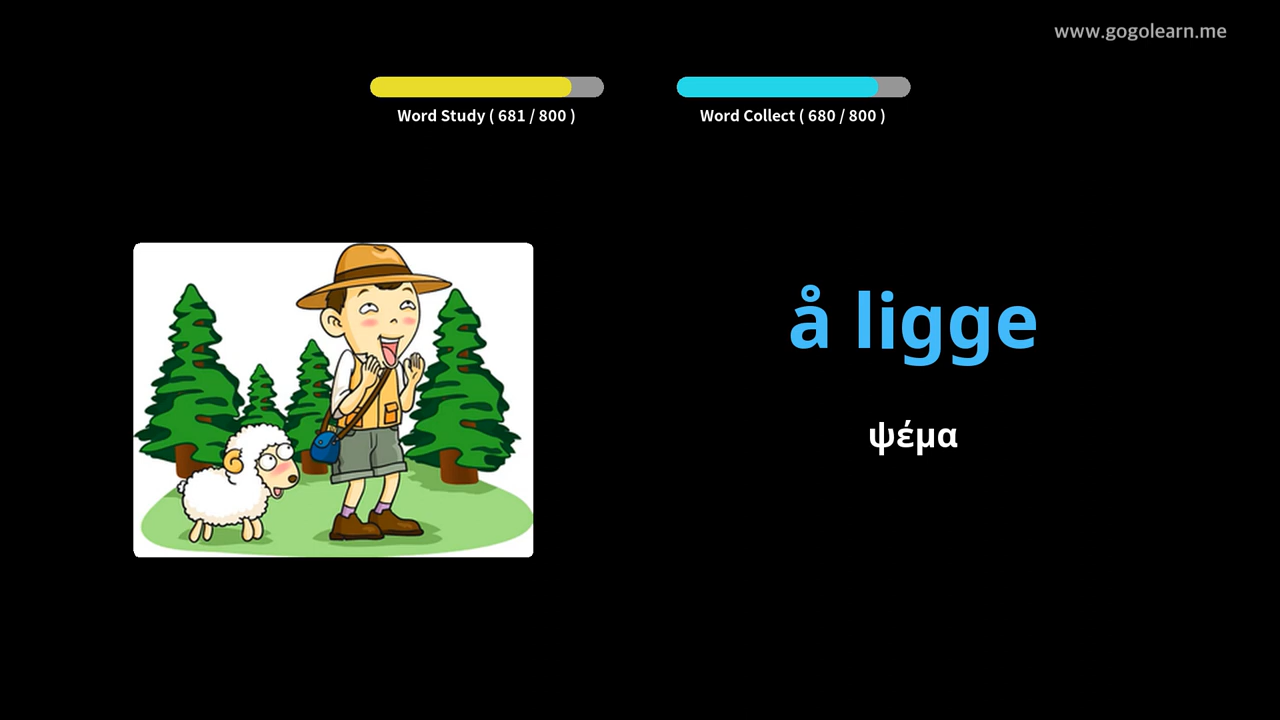 www.gogolearn.me
Word Study ( 681 / 800 )
Word Collect ( 680 / 800 )
å ligge
ψέμα